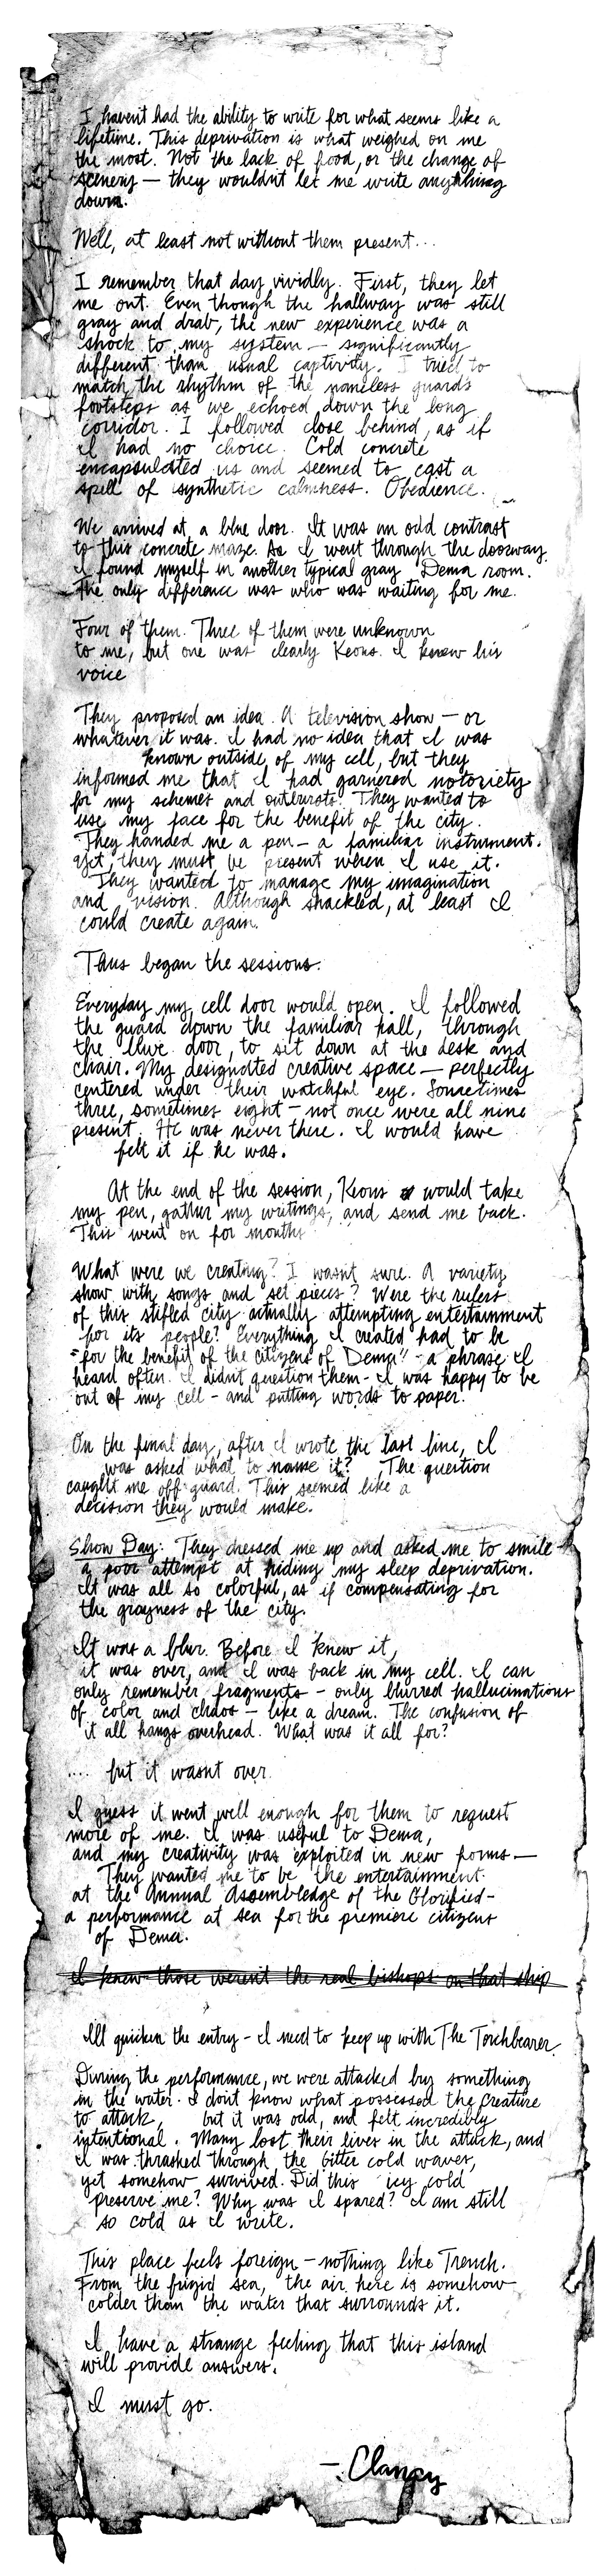 I haven't had the ability to write for what seems like a
lifetime. This deprivation is what weighed on me
the most. Not the lack of food, or the change of
scenery — they wouldn't let me write anything
down.
Well, at least not without them present...
I remember that day vividly. First, they let
me out. Even though the hallway was still
gray and drab, the new experience was a
shock to my system — significantly
different than usual captivity. I tried to
match the rhythm of the nameless guard's
footsteps as we echoed down the long
corridor. I followed close behind, as if
I had no choice. Cold concrete
encapsulated us and seemed to cast a
spell of synthetic calmness. Obedience.
We arrived at a blue door. It was an odd contrast
to this concrete maze. As I went through the doorway
I found myself in another typical gray Dema room.
The only difference was who was waiting for me.
Four of them. Three of them were unknown
to me, but one was clearly Keons. I knew his
voice
They proposed an idea. A television show — or
whatever it was. I had no idea that I was
known outside of my cell, but they
informed me that I had garnered notoriety
for my schemes and outbursts. They wanted to
use my face for the benefit of the city.
They handed me a pen — a familiar instrument.
Yet, they must be present when I use it.
They wanted to manage my imagination
and vision. Although shackled, at least I
could create again.
Thus began the sessions.
Everyday my cell door would open. I followed
the guard down the familiar hall, through
the blue door, to sit down at the desk and
chair. My designated creative space — perfectly
centered under their watchful eye. Sometimes
three, sometimes eight — not once were all nine
present. He was never there. I would have
felt it if he was.
At the end of the session, Keons would take
my pen, gather my writings, and send me back.
This went on for months
What were we creating? I wasn't sure. A variety
show with songs and set pieces? Were the rulers
of this stifled city actually attempting entertainment
for its people? Everything I created had to be
"for the benefit of the citizens of Dema" - a phrase I
heard often. I didn't question them - I was happy to be
out of my cell - and putting words to paper.
On the final day, after I wrote the last line, I
was asked what to name it? The question
caught me off guard. This seemed like a
decision they would make.
Show Day: They dressed me up and asked me to smile -
a poor attempt at hiding my sleep deprivation.
It was all so colorful, as if compensating for
the grayness of the city.
It was a blur. Before I knew it,
it was over, and I was back in my cell. I can
only remember fragments - only blurred hallucinations
of color and chaos - like a dream. The confusion of
it all hangs overhead. What was it all for?
.... but it wasn't over.
I guess it went well enough for them to request
more of me. I was useful to Dema,
and my creativity was exploited in new forms —
They wanted me to be the entertainment
at the Annual Assemblage of the Glorified -
a performance at sea for the premiere citizens
of Dema.
I knew those weren't the real bishops on that ship
I'll quicken the entry - I need to keep up with The Torchbearer.
During the performance, we were attacked by something
in the water. I don't know what possessed the creature
to attack, but it was odd, and felt incredibly
intentional. Many lost their lives in the attack, and
I was thrashed through the bitter cold waves,
yet somehow survived. Did this icy cold
preserve me? Why was I spared? I am still
so cold as I write.
This place feels foreign - nothing like Trench.
From the frigid sea, the air here is somehow
colder than the water that surrounds it.
I have a strange feeling that this island
will provide answers.
I must go.
-Clancy